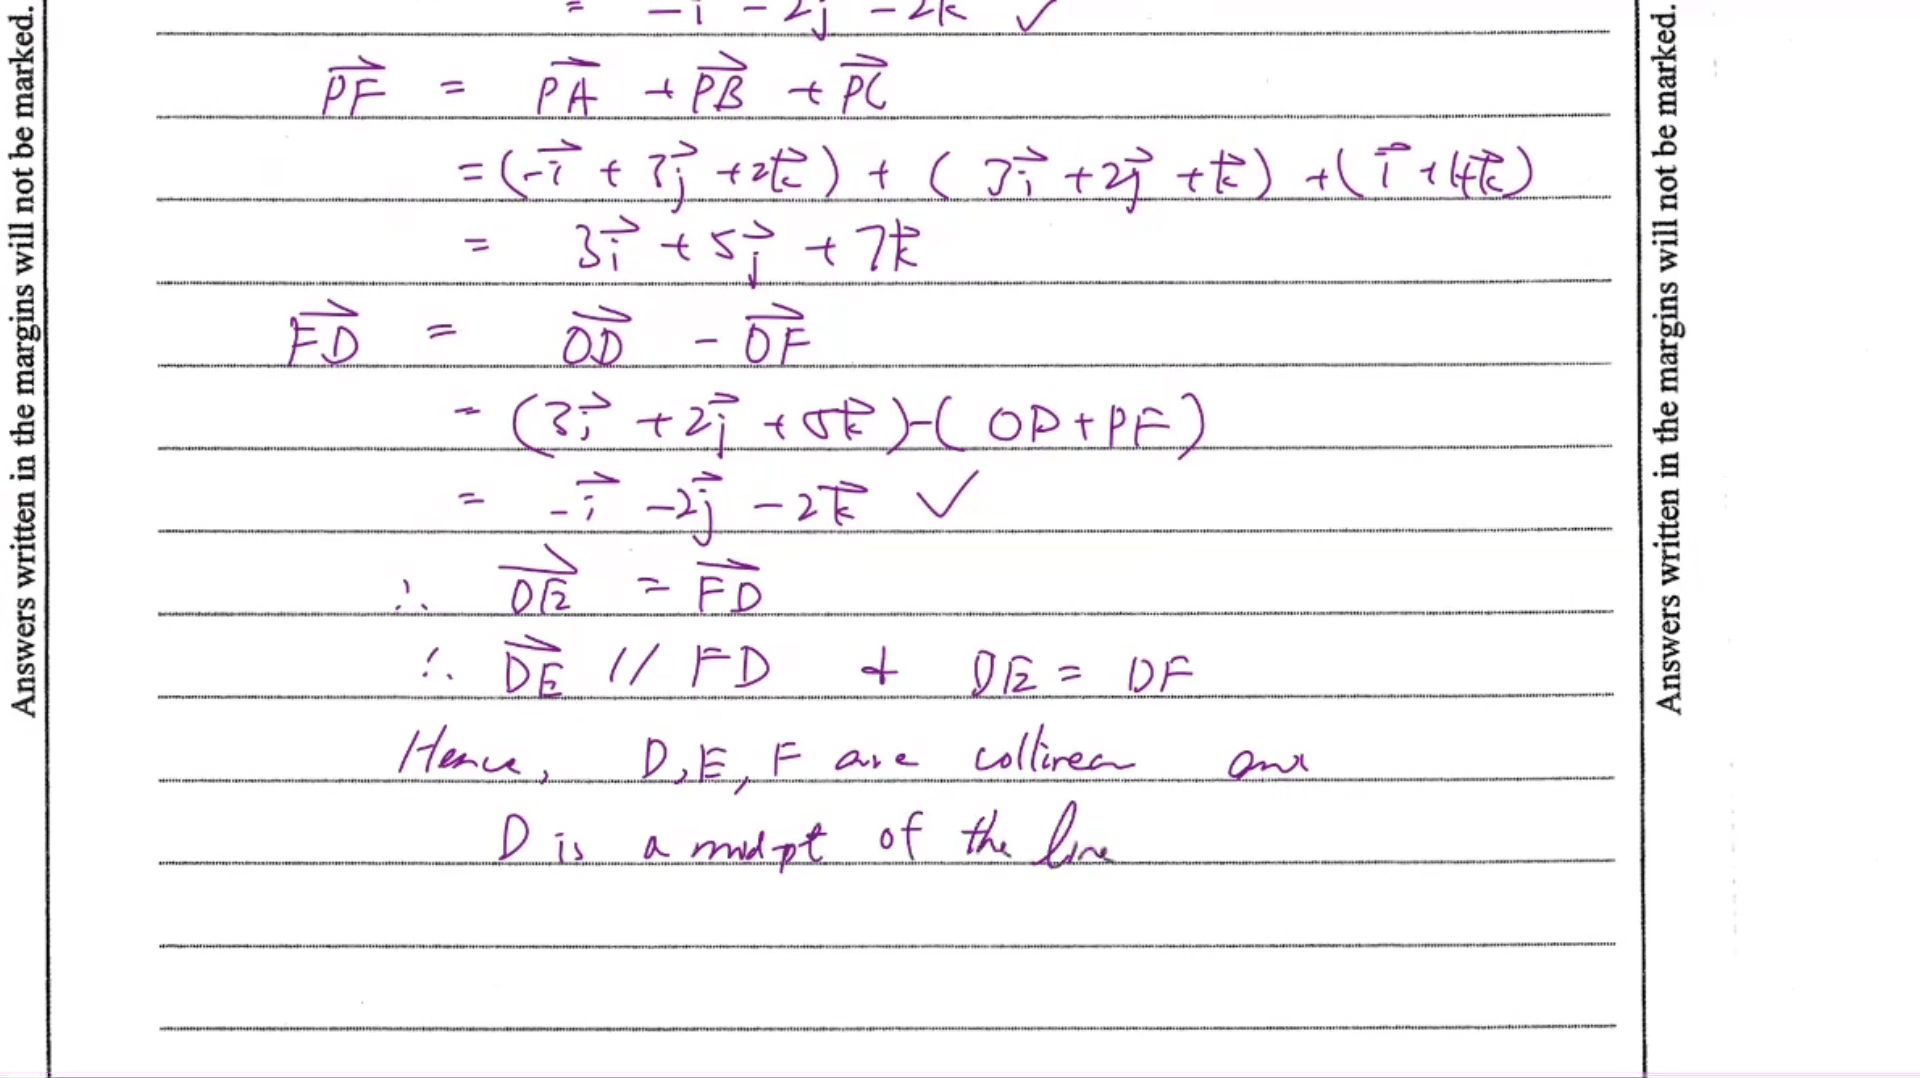 = −i − 2j − 2k ✓
Answers written in the margins will not be marked.
PF⃗ = PA⃗ + PB⃗ + PC⃗
= (−i⃗ + 3j⃗ + 2k⃗) + (3i⃗ + 2j⃗ + k⃗) + (i⃗ + 4k⃗)
= 3i⃗ + 5j⃗ + 7k⃗
FD⃗ = OD⃗ − OF⃗
= (3i⃗ + 2j⃗ + 5k⃗) − (OP + PF)
= −i⃗ − 2j⃗ − 2k⃗ ✓
∴ DE⃗ = FD⃗
∴ DE⃗ // FD & DE = DF
Hence, D, E, F are collinear and
D is a mid pt of the line
Answers written in the margins will not be marked.